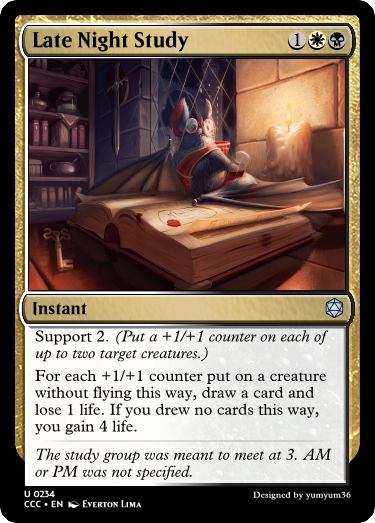 Late Night Study 1
Instant
Support 2. (Put a +1/+1 counter on each of
up to two target creatures.)
For each +1/+1 counter put on a creature
without flying this way, draw a card and
lose 1 life. If you drew no cards this way,
you gain 4 life.
The study group was meant to meet at 3. AM
or PM was not specified.
U 0234
CCC • EN Everton Lima
Designed by yumyum36